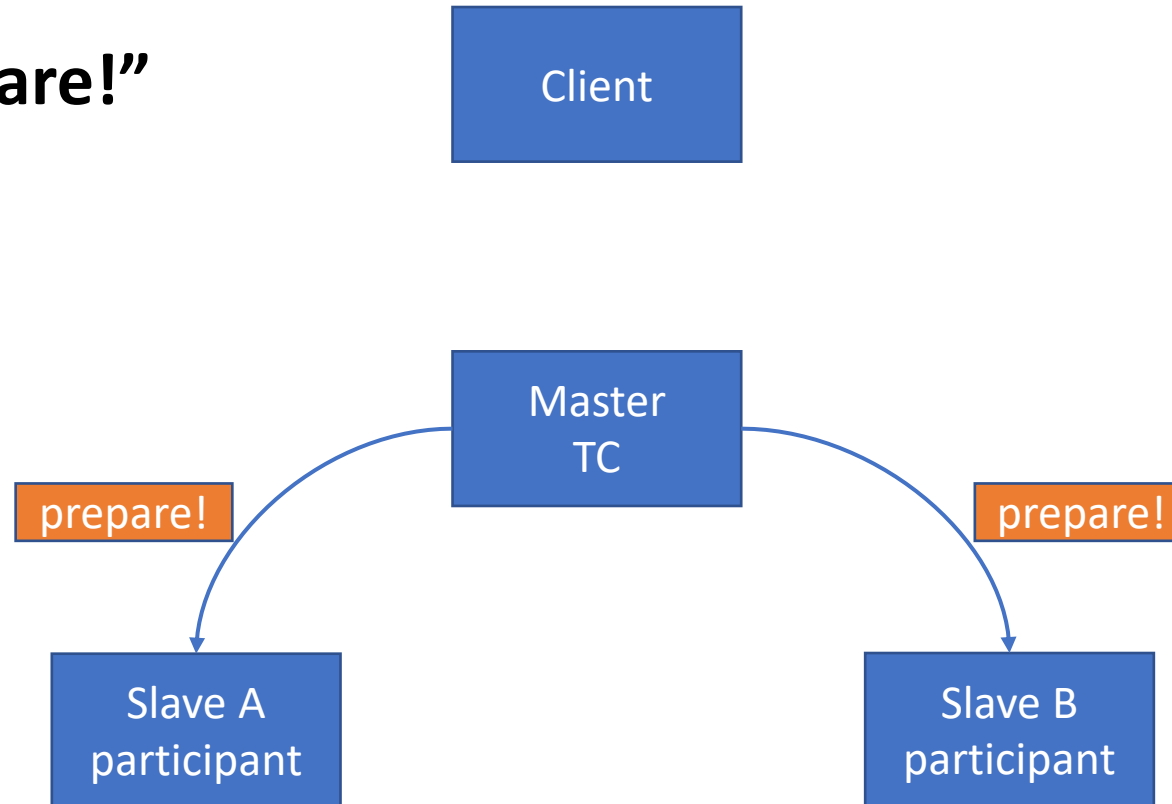 are!”
Client
Master
TC
prepare!
prepare!
Slave A
participant
Slave B
participant